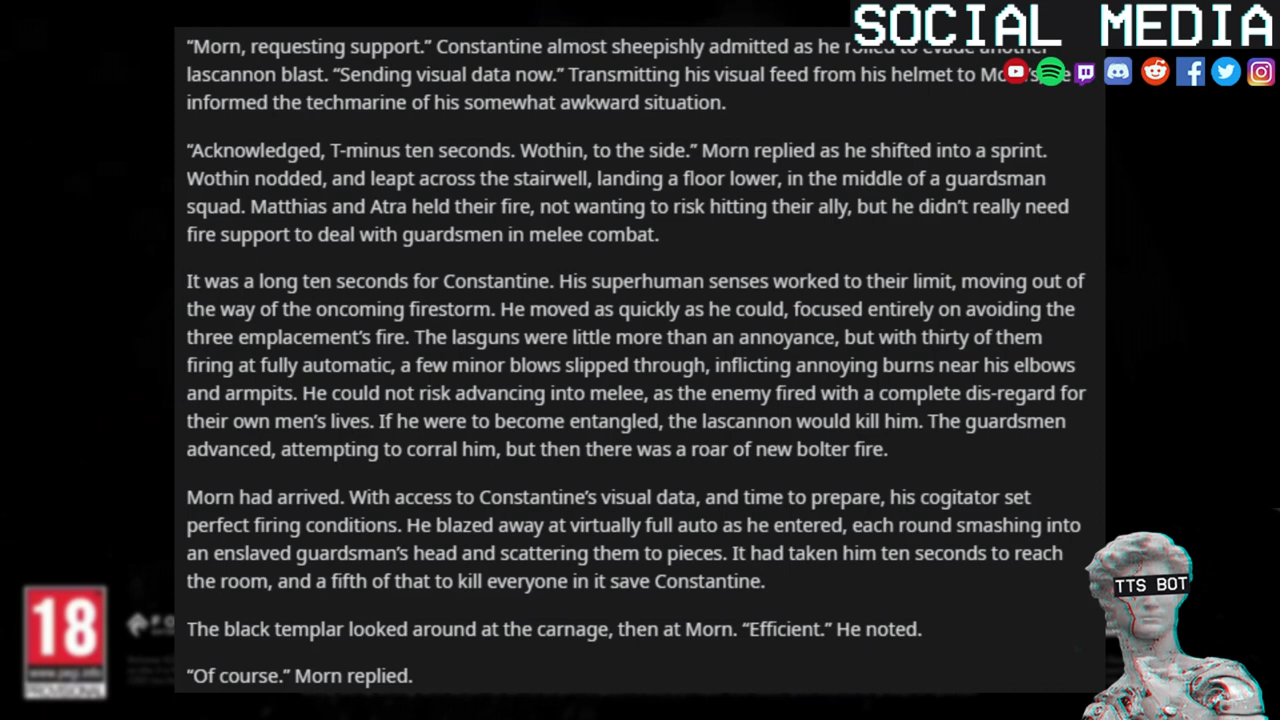 SOCIAL MEDIA
“Morn, requesting support.” Constantine almost sheepishly admitted as he rolled to evade another
lascannon blast. “Sending visual data now.” Transmitting his visual feed from his helmet to
informed the techmarine of his somewhat awkward situation.
“Acknowledged, T-minus ten seconds. Wothin, to the side.” Morn replied as he shifted into a sprint.
Wothin nodded, and leapt across the stairwell, landing a floor lower, in the middle of a guardsman
squad. Matthias and Atra held their fire, not wanting to risk hitting their ally, but he didn’t really need
fire support to deal with guardsmen in melee combat.
It was a long ten seconds for Constantine. His superhuman senses worked to their limit, moving out of
the way of the oncoming firestorm. He moved as quickly as he could, focused entirely on avoiding the
three emplacement’s fire. The lasguns were little more than an annoyance, but with thirty of them
firing at fully automatic, a few minor blows slipped through, inflicting annoying burns near his elbows
and armpits. He could not risk advancing into melee, as the enemy fired with a complete dis-regard for
their own men’s lives. If he were to become entangled, the lascannon would kill him. The guardsmen
advanced, attempting to corral him, but then there was a roar of new bolter fire.
Morn had arrived. With access to Constantine’s visual data, and time to prepare, his cogitator set
perfect firing conditions. He blazed away at virtually full auto as he entered, each round smashing into
an enslaved guardsman’s head and scattering them to pieces. It had taken him ten seconds to reach
the room, and a fifth of that to kill everyone in it save Constantine.
The black templar looked around at the carnage, then at Morn. “Efficient.” He noted.
“Of course.” Morn replied.
TTS BOT
18
www.pegi.info
PROVISIONAL